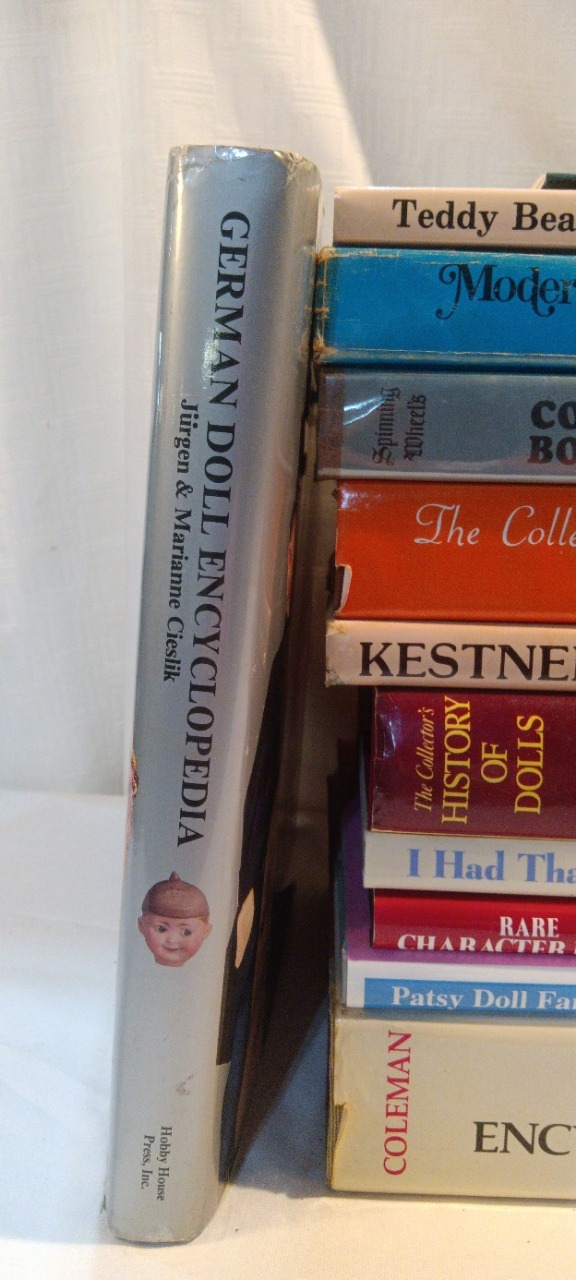 GERMAN DOLL ENCYCLOPEDIA
Jürgen & Marianne Cieslik
Hobby House
Press, Inc.
Teddy Bea
Moder
Spinning
Wheel's
CO
BO
The Colle
KESTNE
The Collector's
HISTORY
OF
DOLLS
I Had Tha
RARE
CHARACTER
Patsy Doll Fa
COLEMAN
ENC